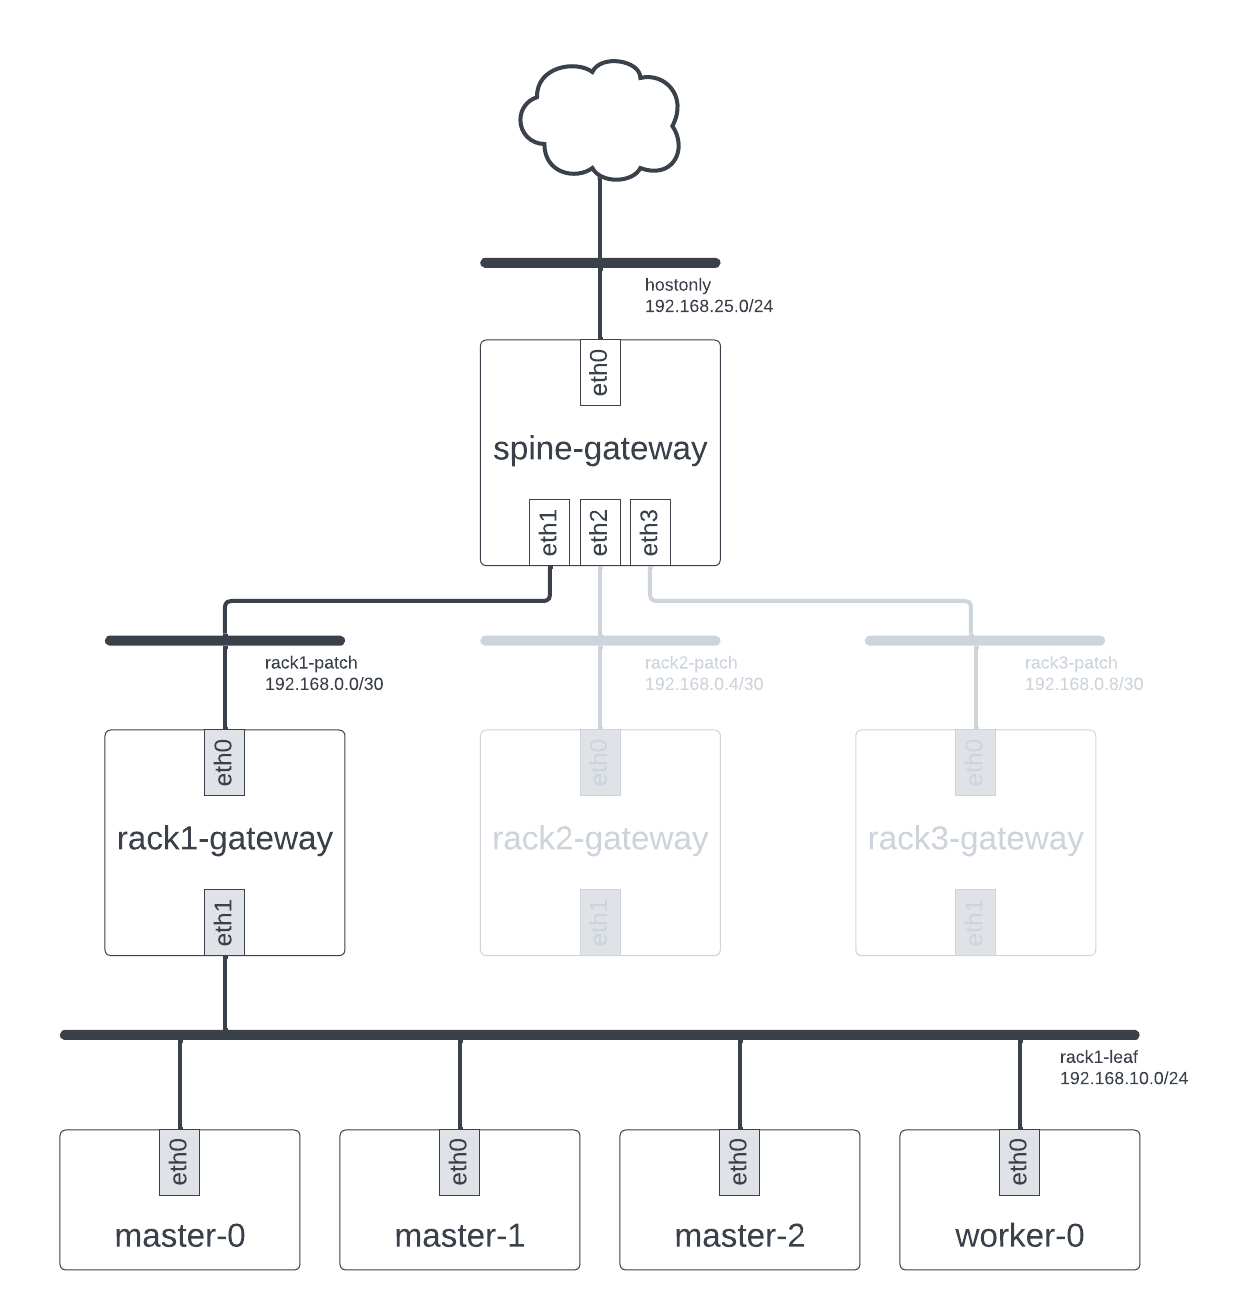 hostonly
192.168.25.0/24
eth0
spine-gateway
eth1
eth2
eth3
rack1-patch
192.168.0.0/30
rack2-patch
192.168.0.4/30
rack3-patch
192.168.0.8/30
eth0
rack1-gateway
eth1
eth0
rack2-gateway
eth1
eth0
rack3-gateway
eth1
rack1-leaf
192.168.10.0/24
eth0
master-0
eth0
master-1
eth0
master-2
eth0
worker-0